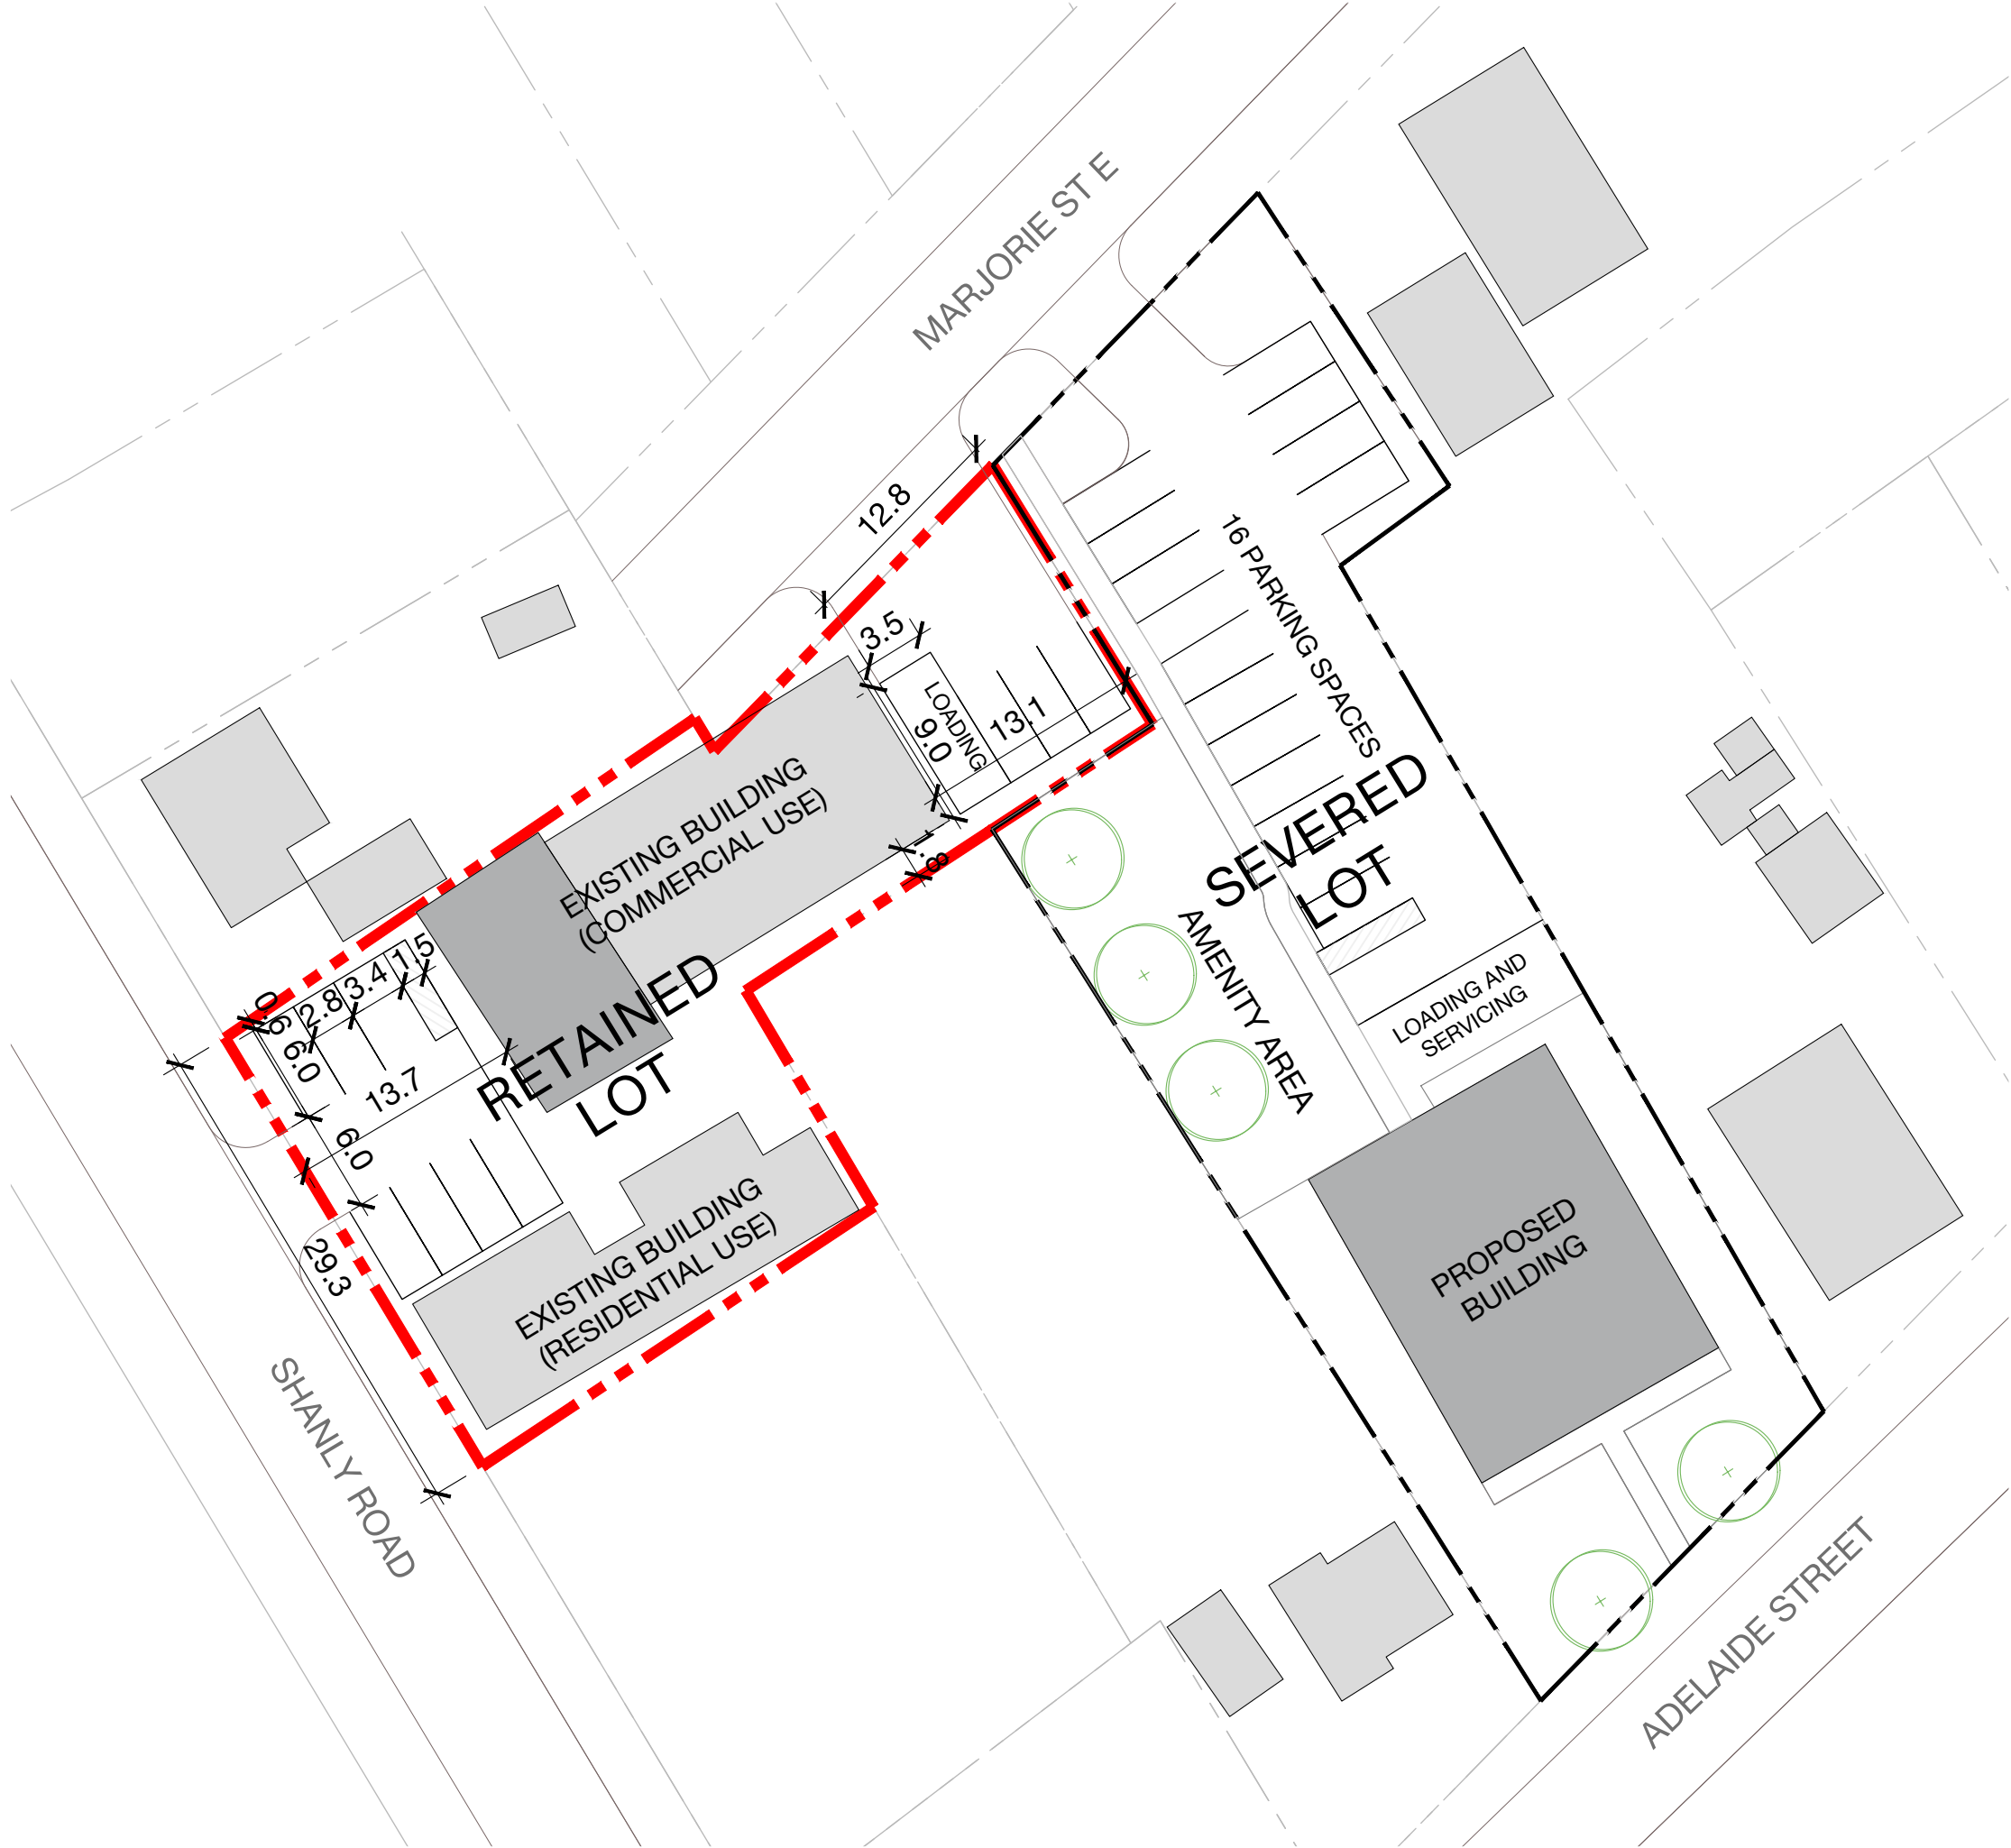 MARJORIE ST E
12.8
3.5
LOADING
9.0
13.1
1.8
16 PARKING SPACES
SEVERED
LOT
EXISTING BUILDING
(COMMERCIAL USE)
AMENITY AREA
LOADING AND
SERVICING
RETAINED
LOT
6.0
2.8
3.4
1.5
6.0
13.7
6.0
29.3
EXISTING BUILDING
(RESIDENTIAL USE)
PROPOSED
BUILDING
SHANLY ROAD
ADELAIDE STREET